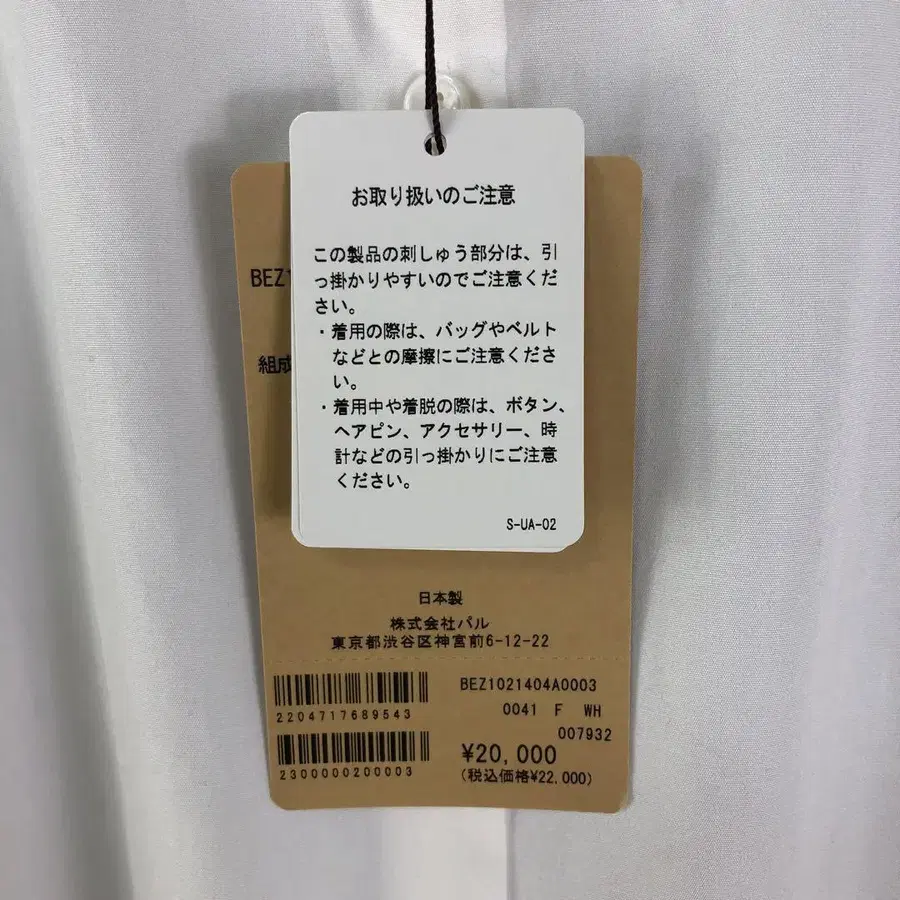 お取り扱いのご注意
この製品の刺しゅう部分は、引
っ掛かりやすいのでご注意くだ
さい。
・着用の際は、バッグやベルト
などとの摩擦にご注意くださ
い。
・着用中や着脱の際は、ボタン、
ヘアピン、アクセサリー、時
計などの引っ掛かりにご注意
ください。
S-UA-02
BEZ1
組成
日本製
株式会社パル
東京都渋谷区神宮前6-12-22
BEZ1021404A0003
2204717689543
0041 F WH
007932
¥20,000
2300000200003
(税込価格¥22,000)